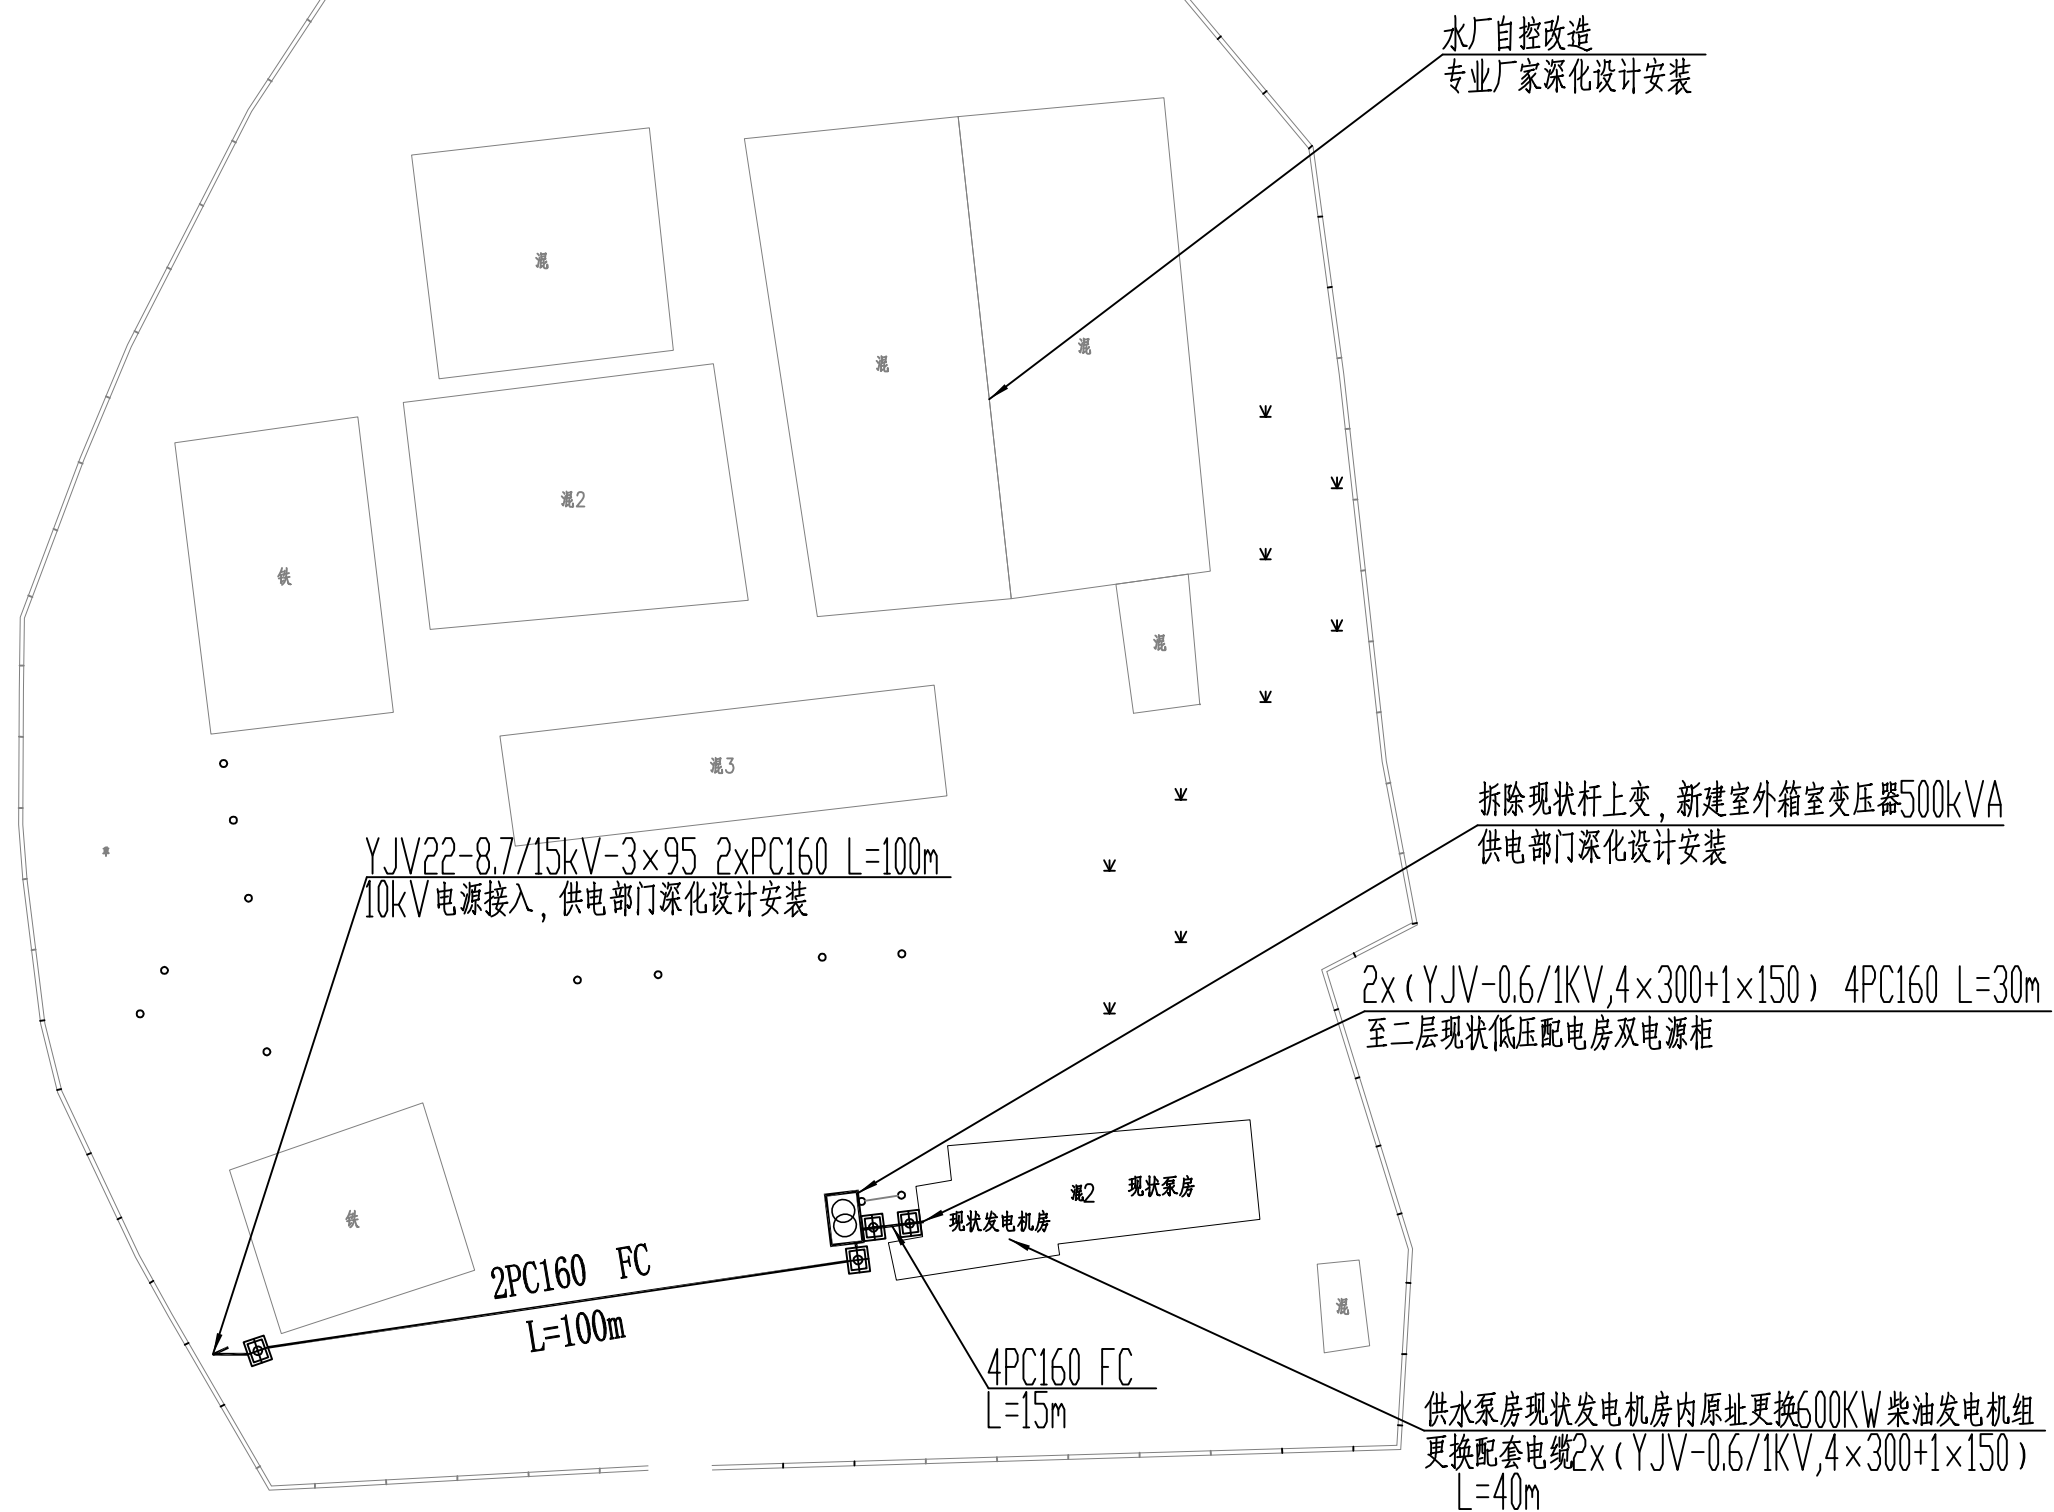 水厂自控改造
专业厂家深化设计安装
混
混
混
混2
铁
混
混3
拆除现状杆上变，新建室外箱室变压器500kVA
供电部门深化设计安装
YJV22-8.7/15kV-3×95 2xPC160 L=100m
10kV电源接入，供电部门深化设计安装
2x(YJV-0.6/1KV,4×300+1×150) 4PC160 L=30m
至二层现状低压配电房双电源柜
混2 现状泵房
现状发电机房
铁
2PC160 FC
L=100m
混
4PC160 FC
L=15m
供水泵房现状发电机房内原址更换600KW柴油发电机组
更换配套电缆2x(YJV-0.6/1KV,4×300+1×150)
L=40m